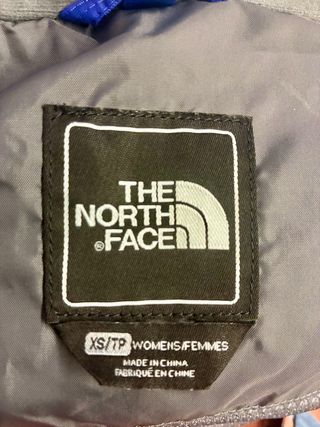 THE
NORTH
® FACE
XS/TP WOMENS/FEMMES
MADE IN CHINA
FABRIQUÉ EN CHINE